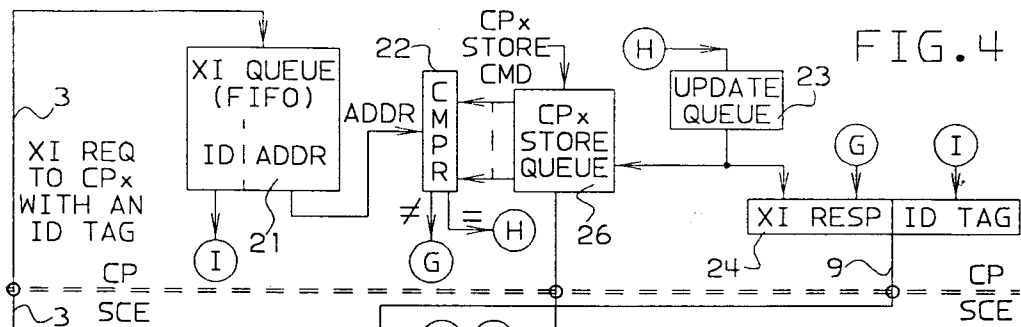 FIG. 4
3
XI REQ
TO CPx
WITH AN
ID TAG
XI QUEUE
(FIFO)
ID ADDR
21
I
ADDR
22
CMPR
≠
=
G
H
CPx
STORE
CMD
CPx
STORE
QUEUE
26
H
UPDATE
QUEUE
23
G
I
XI RESP ID TAG
24
9
CP
SCE
3
CP
SCE